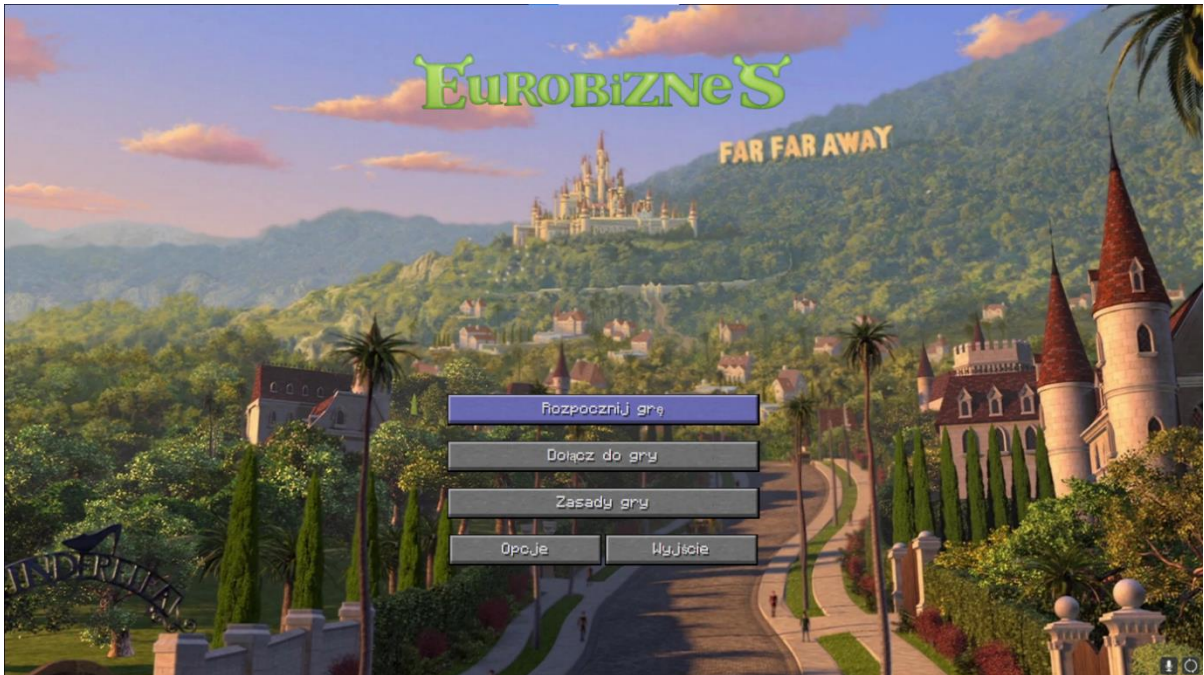 EUROBiZNeS
FAR FAR AWAY
Rozpocznij grę
Dołącz do gry
Zasady gry
Opcje Wyjście